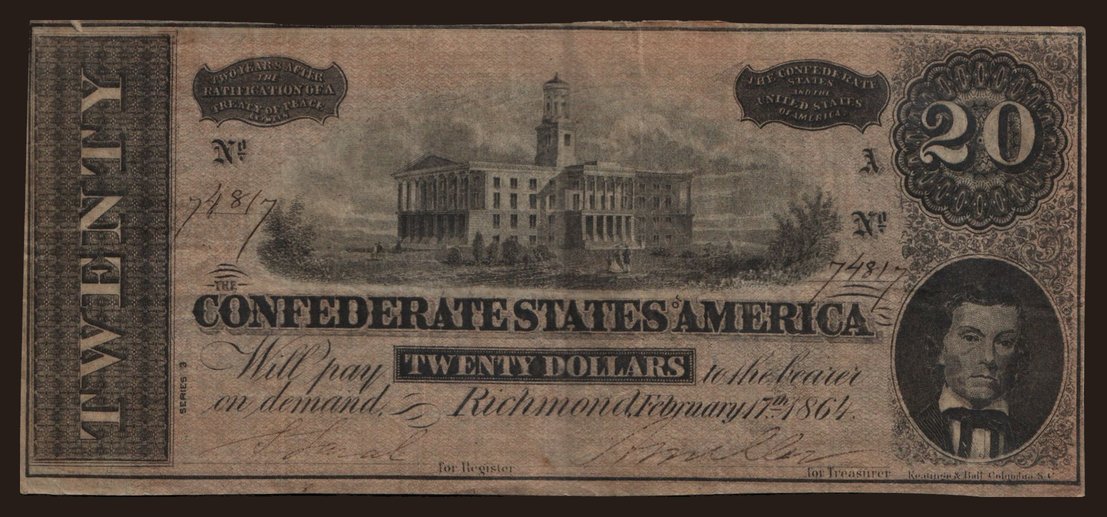 TWENTY
TWO YEARS AFTER
THE
RATIFICATION OF A
TREATY OF PEACE
BETWEEN
THE CONFEDERATE
STATES
AND THE
UNITED STATES
OF AMERICA.
20
No.
74817
A
No.
74817
THE
CONFEDERATE STATES OF AMERICA
Will pay TWENTY DOLLARS to the bearer
on demand. Richmond, February 17th 1864.
SERIES 3
for Register
for Treasurer
Keatinge & Ball, Columbia, S.C.